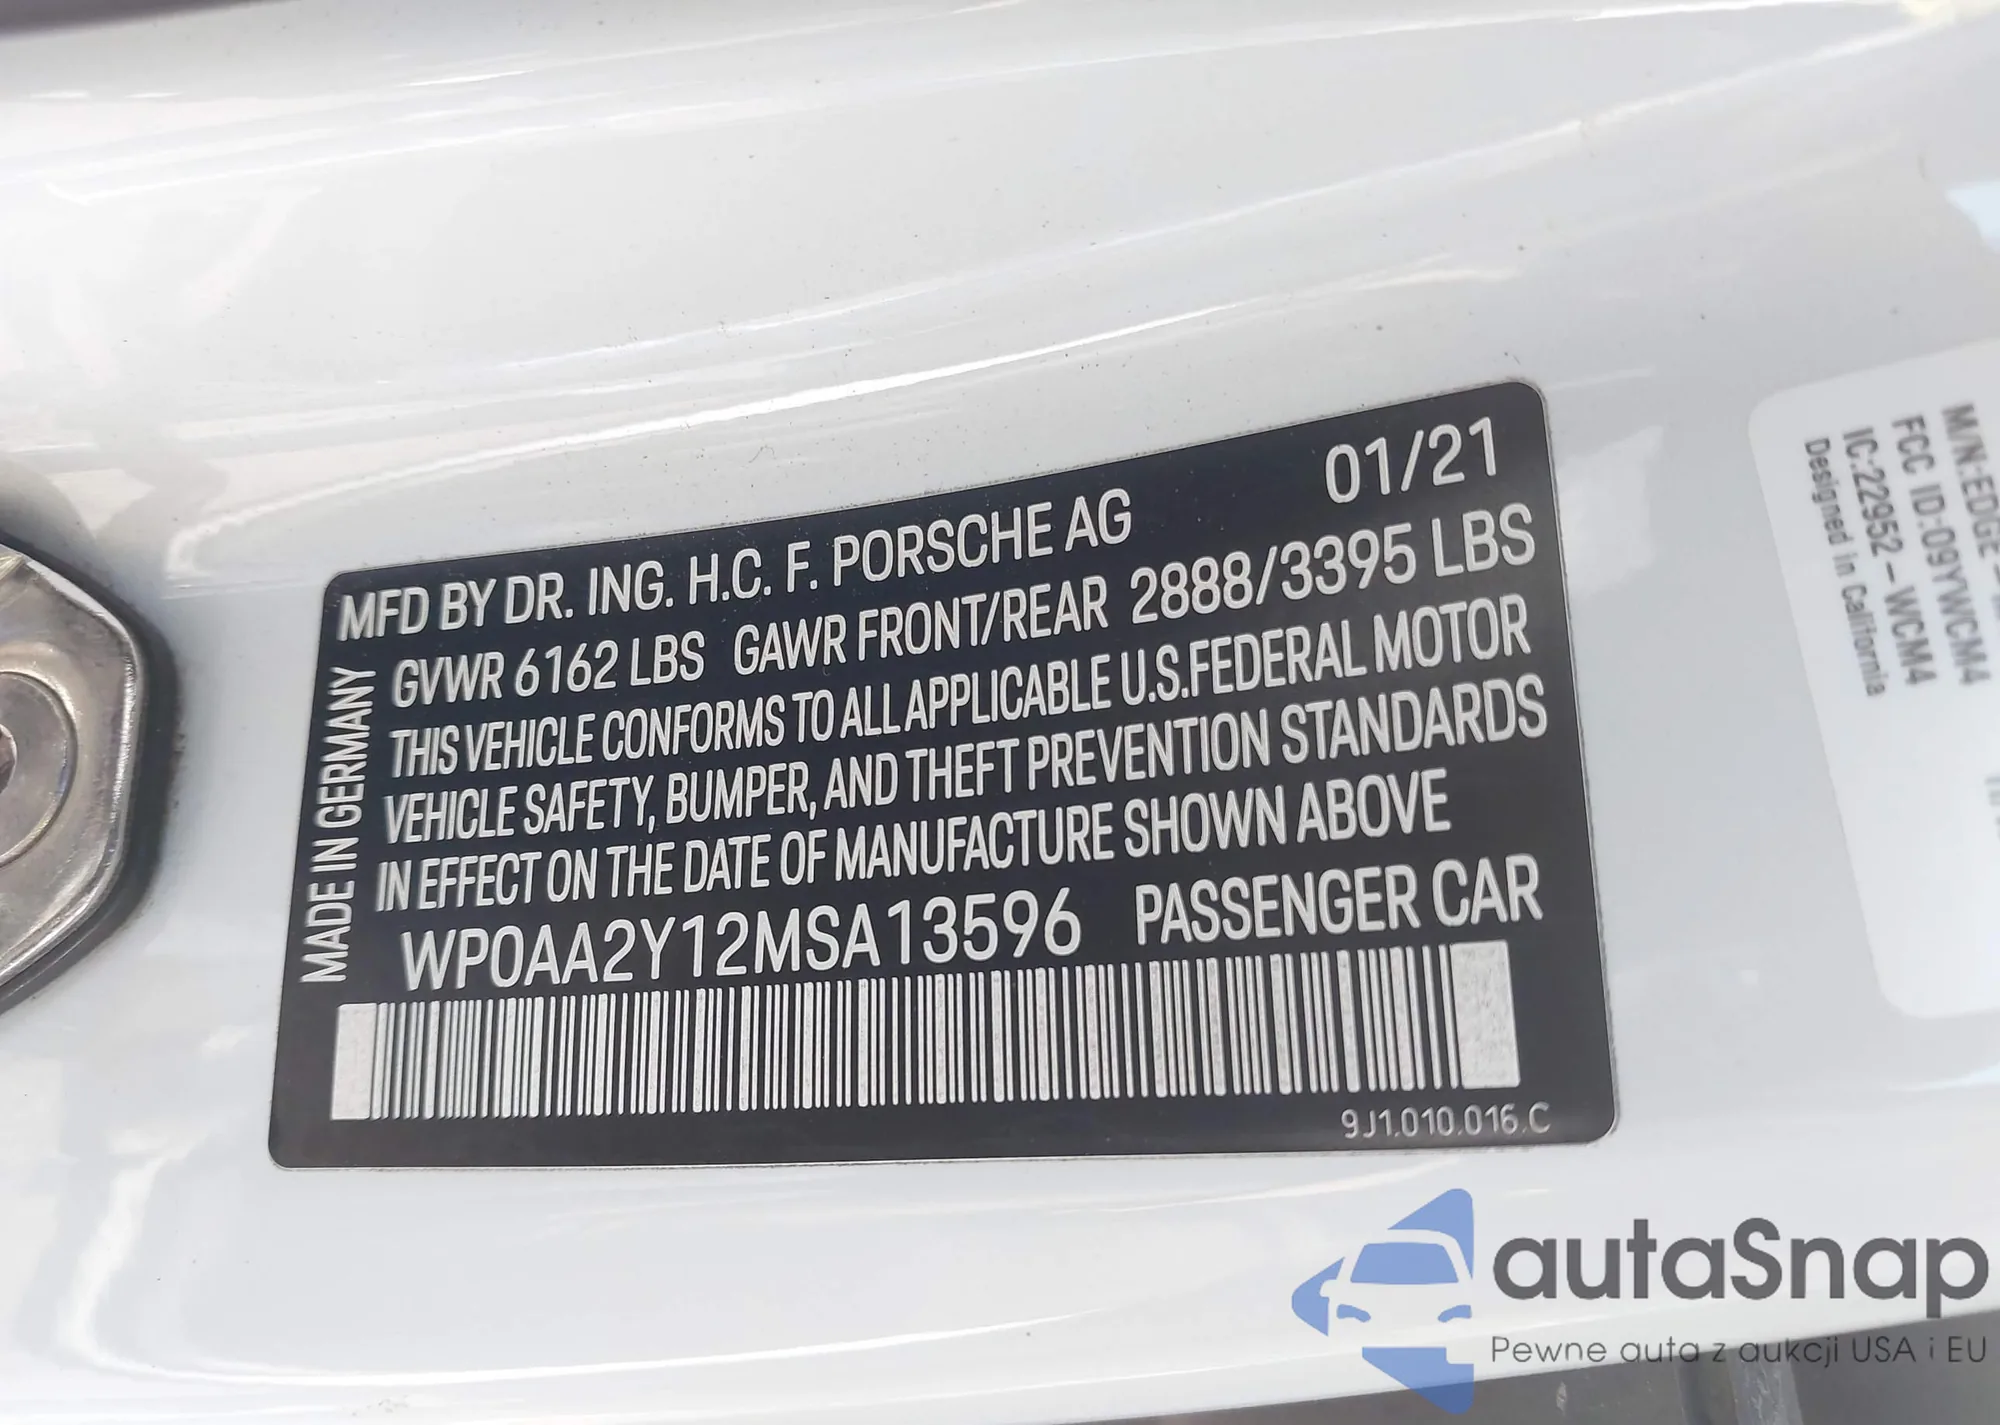 MFD BY DR. ING. H.C. F. PORSCHE AG 01/21
GVWR 6162 LBS GAWR FRONT/REAR 2888/3395 LBS
THIS VEHICLE CONFORMS TO ALL APPLICABLE U.S.FEDERAL MOTOR
VEHICLE SAFETY, BUMPER, AND THEFT PREVENTION STANDARDS
IN EFFECT ON THE DATE OF MANUFACTURE SHOWN ABOVE
WP0AA2Y12MSA13596 PASSENGER CAR
MADE IN GERMANY
9J1.010.016.C
M/N:EDGE
FCC ID:09YWCM4
IC:22952-WCM4
Designed in California
autaSnap
Pewne auta z aukcji USA i EU